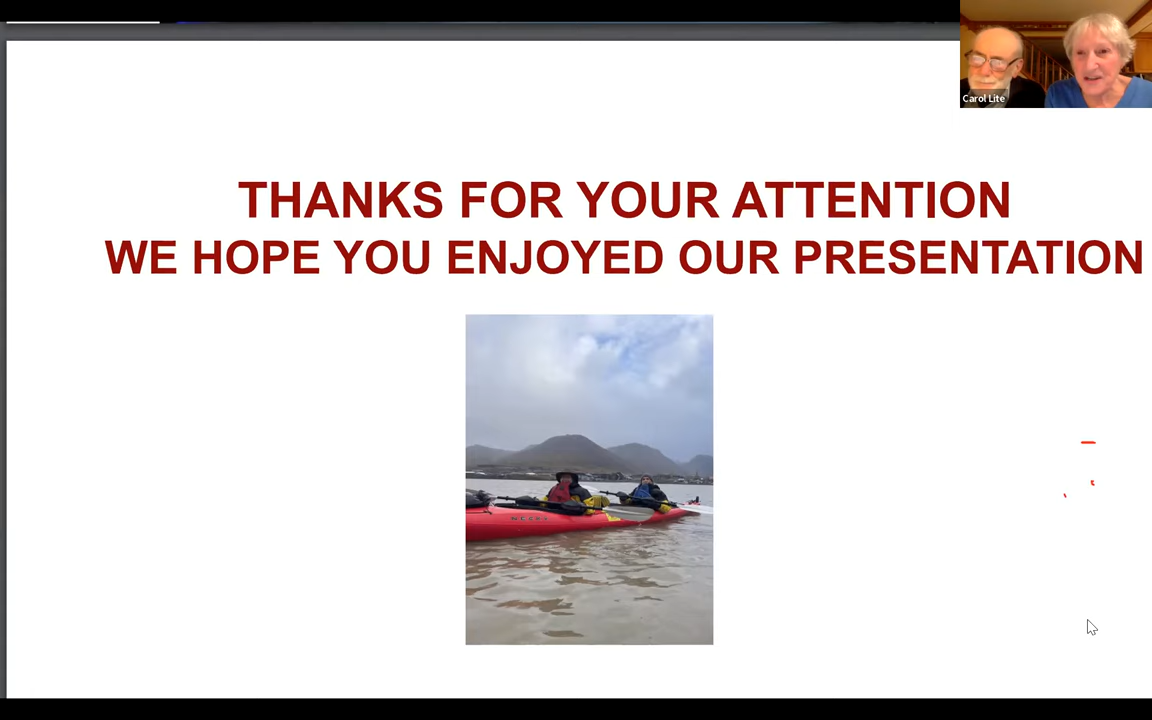 Carol Lite
THANKS FOR YOUR ATTENTION
WE HOPE YOU ENJOYED OUR PRESENTATION